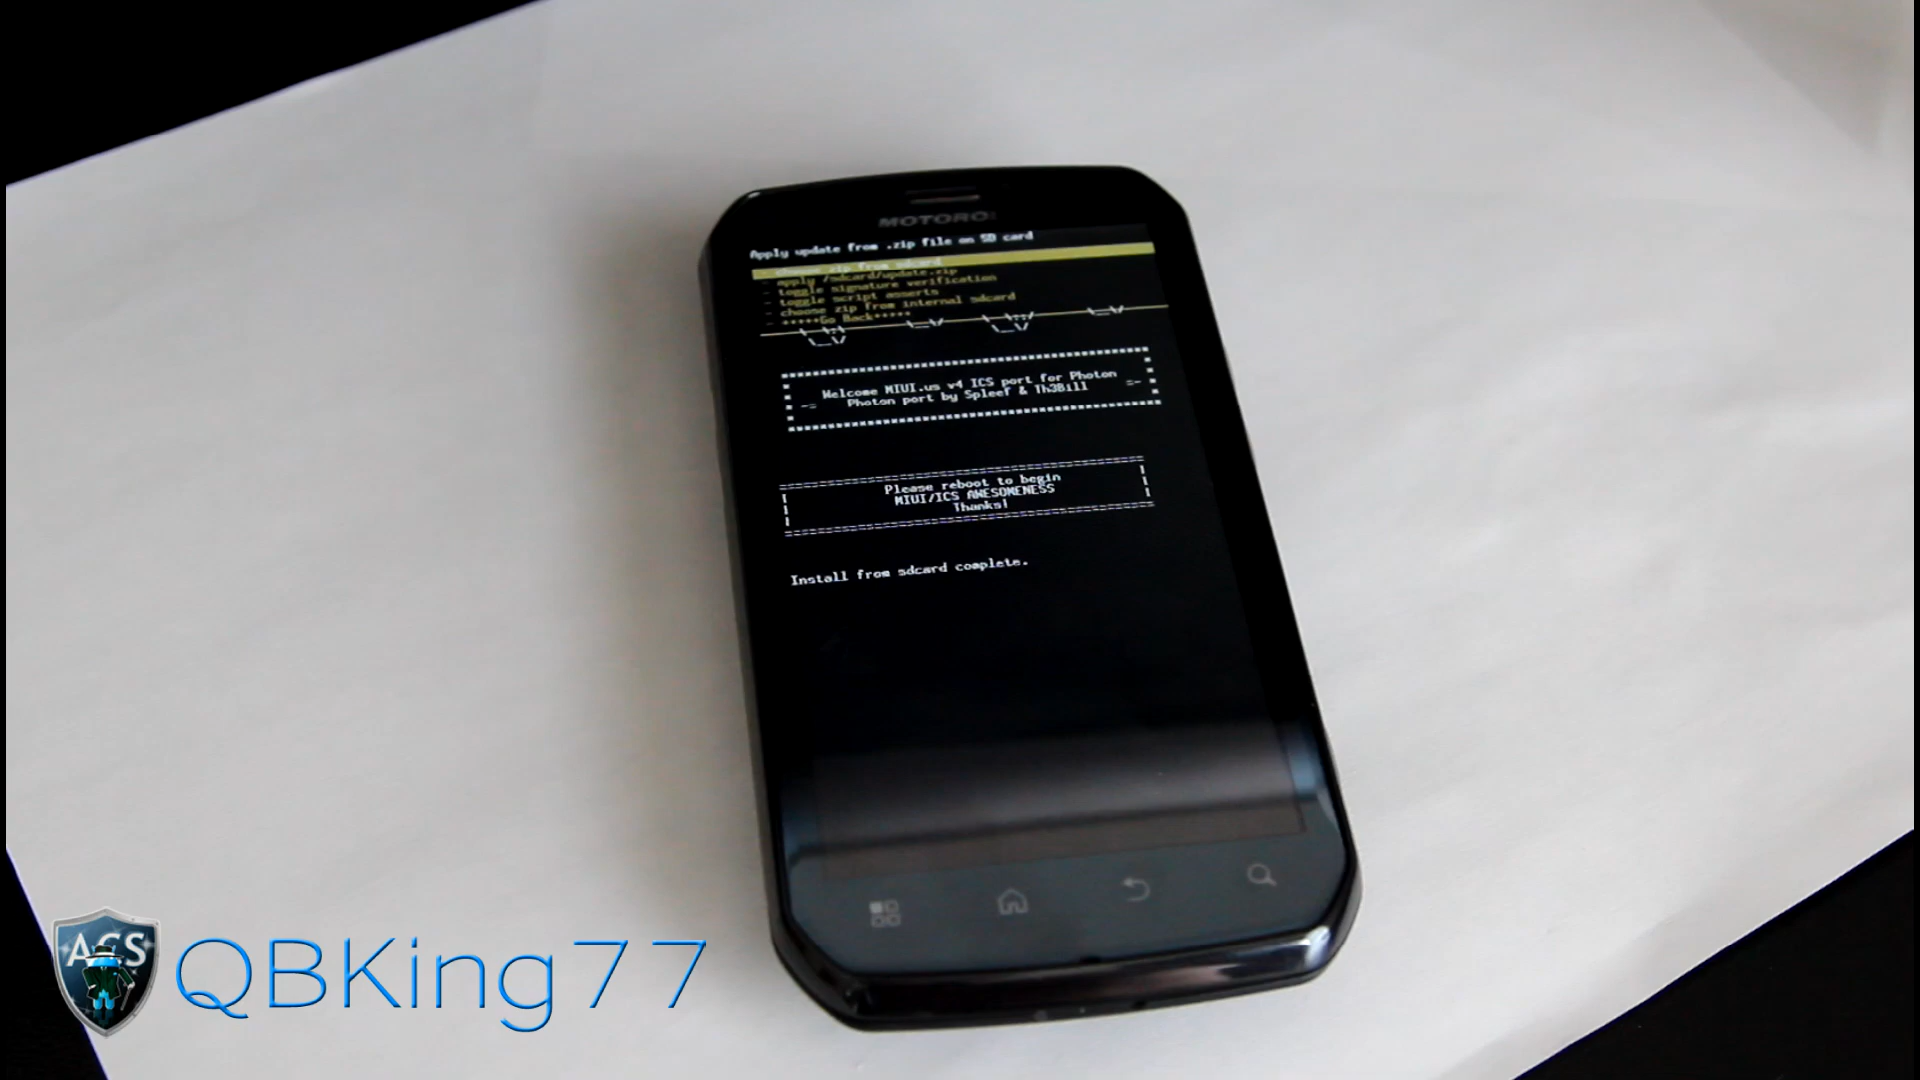 MOTORO
Apply update from .zip file on SD card
- choose zip from sdcard
- apply /sdcard/update.zip
- toggle signature verification
- toggle script asserts
- choose zip from internal sdcard
- *****Go Back*****
Welcome MIUI.us v4 ICS port for Photon
-= Photon port by Spleef & Th3Bill =-
Please reboot to begin
MIUI/ICS AWESOMENESS
Thanks!
Install from sdcard complete.
ACS QBKing77